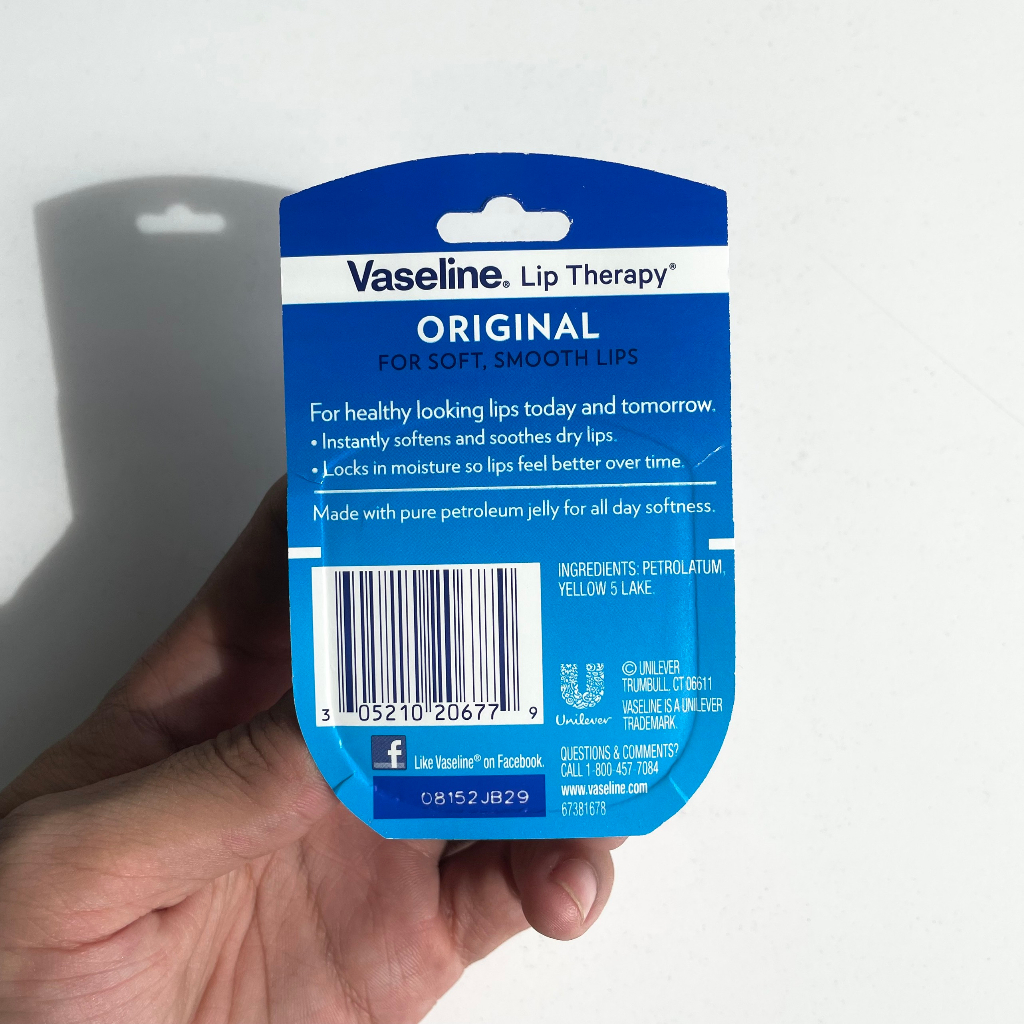 Vaseline® Lip Therapy®
ORIGINAL
FOR SOFT, SMOOTH LIPS
For healthy looking lips today and tomorrow.
• Instantly softens and soothes dry lips.
• Locks in moisture so lips feel better over time.
Made with pure petroleum jelly for all day softness.
INGREDIENTS: PETROLATUM,
YELLOW 5 LAKE.
3 05210 20677 9
Unilever
© UNILEVER
TRUMBULL, CT 06611
VASELINE IS A UNILEVER
TRADEMARK
f Like Vaseline® on Facebook.
08152JB29
QUESTIONS & COMMENTS?
CALL 1-800-457-7084
www.vaseline.com
67381678